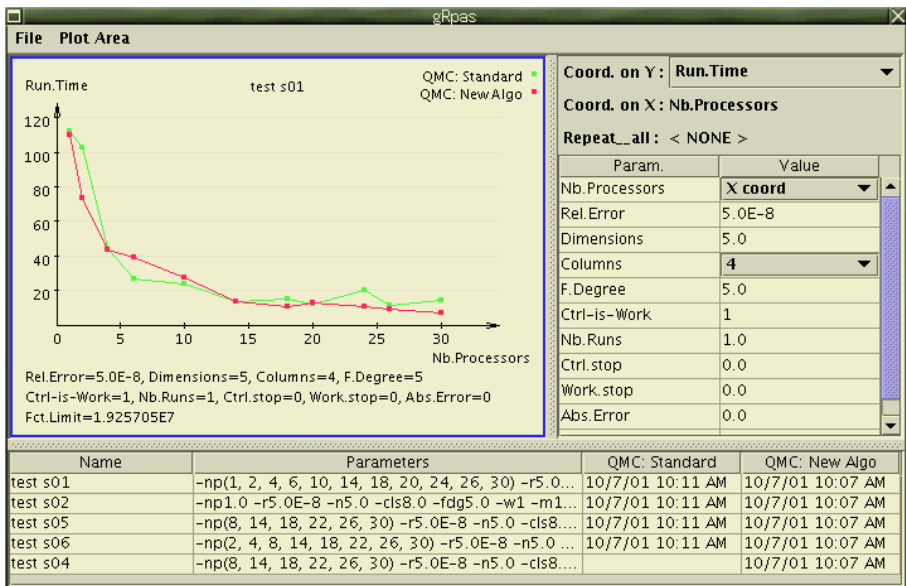 gRpas
File Plot Area
Run.Time
test s01
QMC: Standard
QMC: New Algo
120
100
80
60
40
20
0 5 10 15 20 25 30
Nb.Processors
Rel.Error=5.0E-8, Dimensions=5, Columns=4, F.Degree=5
Ctrl-is-Work=1, Nb.Runs=1, Ctrl.stop=0, Work.stop=0, Abs.Error=0
Fct.Limit=1.925705E7
Coord. on Y: Run.Time
Coord. on X: Nb.Processors
Repeat__all: < NONE >
Param. Value
Nb.Processors X coord
Rel.Error 5.0E-8
Dimensions 5.0
Columns 4
F.Degree 5.0
Ctrl-is-Work 1
Nb.Runs 1.0
Ctrl.stop 0.0
Work.stop 0.0
Abs.Error 0.0
Name Parameters QMC: Standard QMC: New Algo
test s01 -np(1, 2, 4, 6, 10, 14, 18, 20, 24, 26, 30) -r5.0... 10/7/01 10:11 AM 10/7/01 10:07 AM
test s02 -np1.0 -r5.0E-8 -n5.0 -cls8.0 -fdg5.0 -w1 -m1... 10/7/01 10:11 AM 10/7/01 10:07 AM
test s05 -np(8, 14, 18, 22, 26, 30) -r5.0E-8 -n5.0 -cls8.... 10/7/01 10:11 AM 10/7/01 10:07 AM
test s06 -np(2, 4, 8, 14, 18, 22, 26, 30) -r5.0E-8 -n5.0 ... 10/7/01 10:11 AM 10/7/01 10:07 AM
test s04 -np(8, 14, 18, 22, 26, 30) -r5.0E-8 -n5.0 -cls8.... 10/7/01 10:07 AM